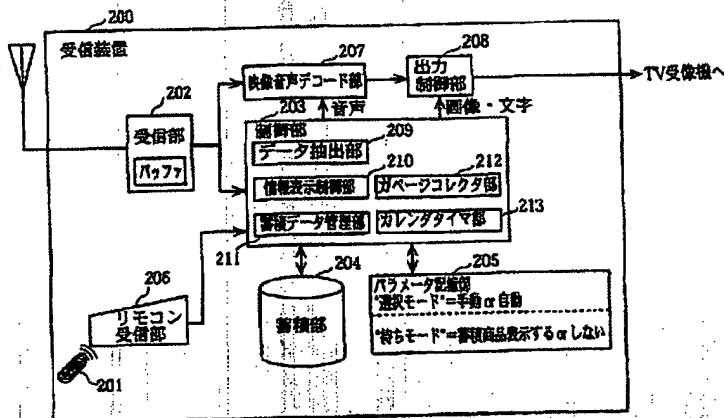 200
受信装置
207
映像音声デコード部
208
出力
制御部
TV受像機へ
202
受信部
バッファ
音声
画像・文字
203
制御部
209
データ抽出部
210
情報表示制御部
212
ガベージコレクタ部
蓄積データ管理部
211
カレンダタイマ部
213
204
蓄積部
205
パラメータ記憶部
"選択モード"=手動 or 自動
"待ちモード"=蓄積商品表示する or しない
206
リモコン
受信部
201